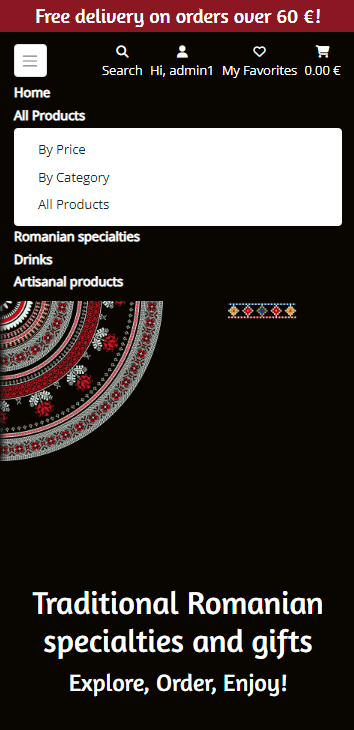 Free delivery on orders over 60 €!
Search Hi, admin1 My Favorites 0.00 €
Home
All Products
By Price
By Category
All Products
Romanian specialties
Drinks
Artisanal products
Traditional Romanian
specialties and gifts
Explore, Order, Enjoy!